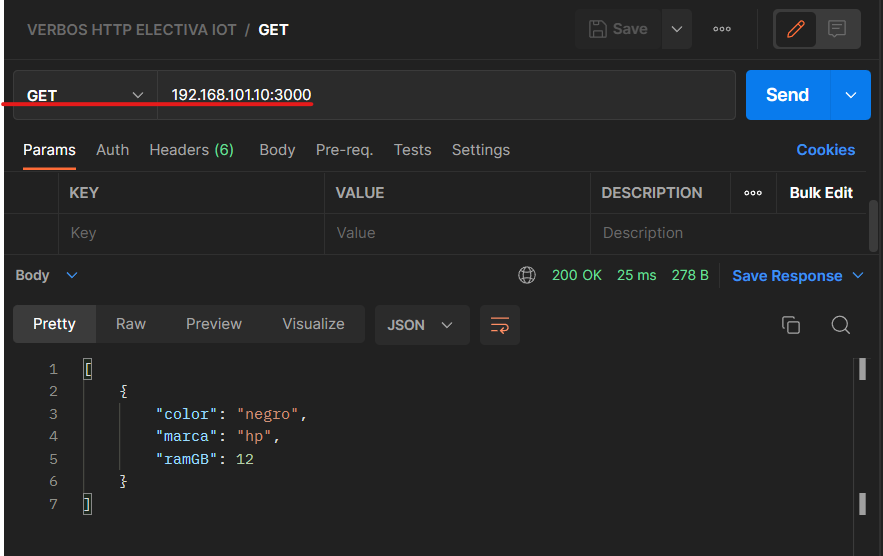 VERBOS HTTP ELECTIVA IOT / GET Save
GET 192.168.101.10:3000 Send
Params Auth Headers (6) Body Pre-req. Tests Settings Cookies
KEY VALUE DESCRIPTION Bulk Edit
Key Value Description
Body 200 OK 25 ms 278 B Save Response
Pretty Raw Preview Visualize JSON
1 [
2 {
3 "color": "negro",
4 "marca": "hp",
5 "ramGB": 12
6 }
7 ]